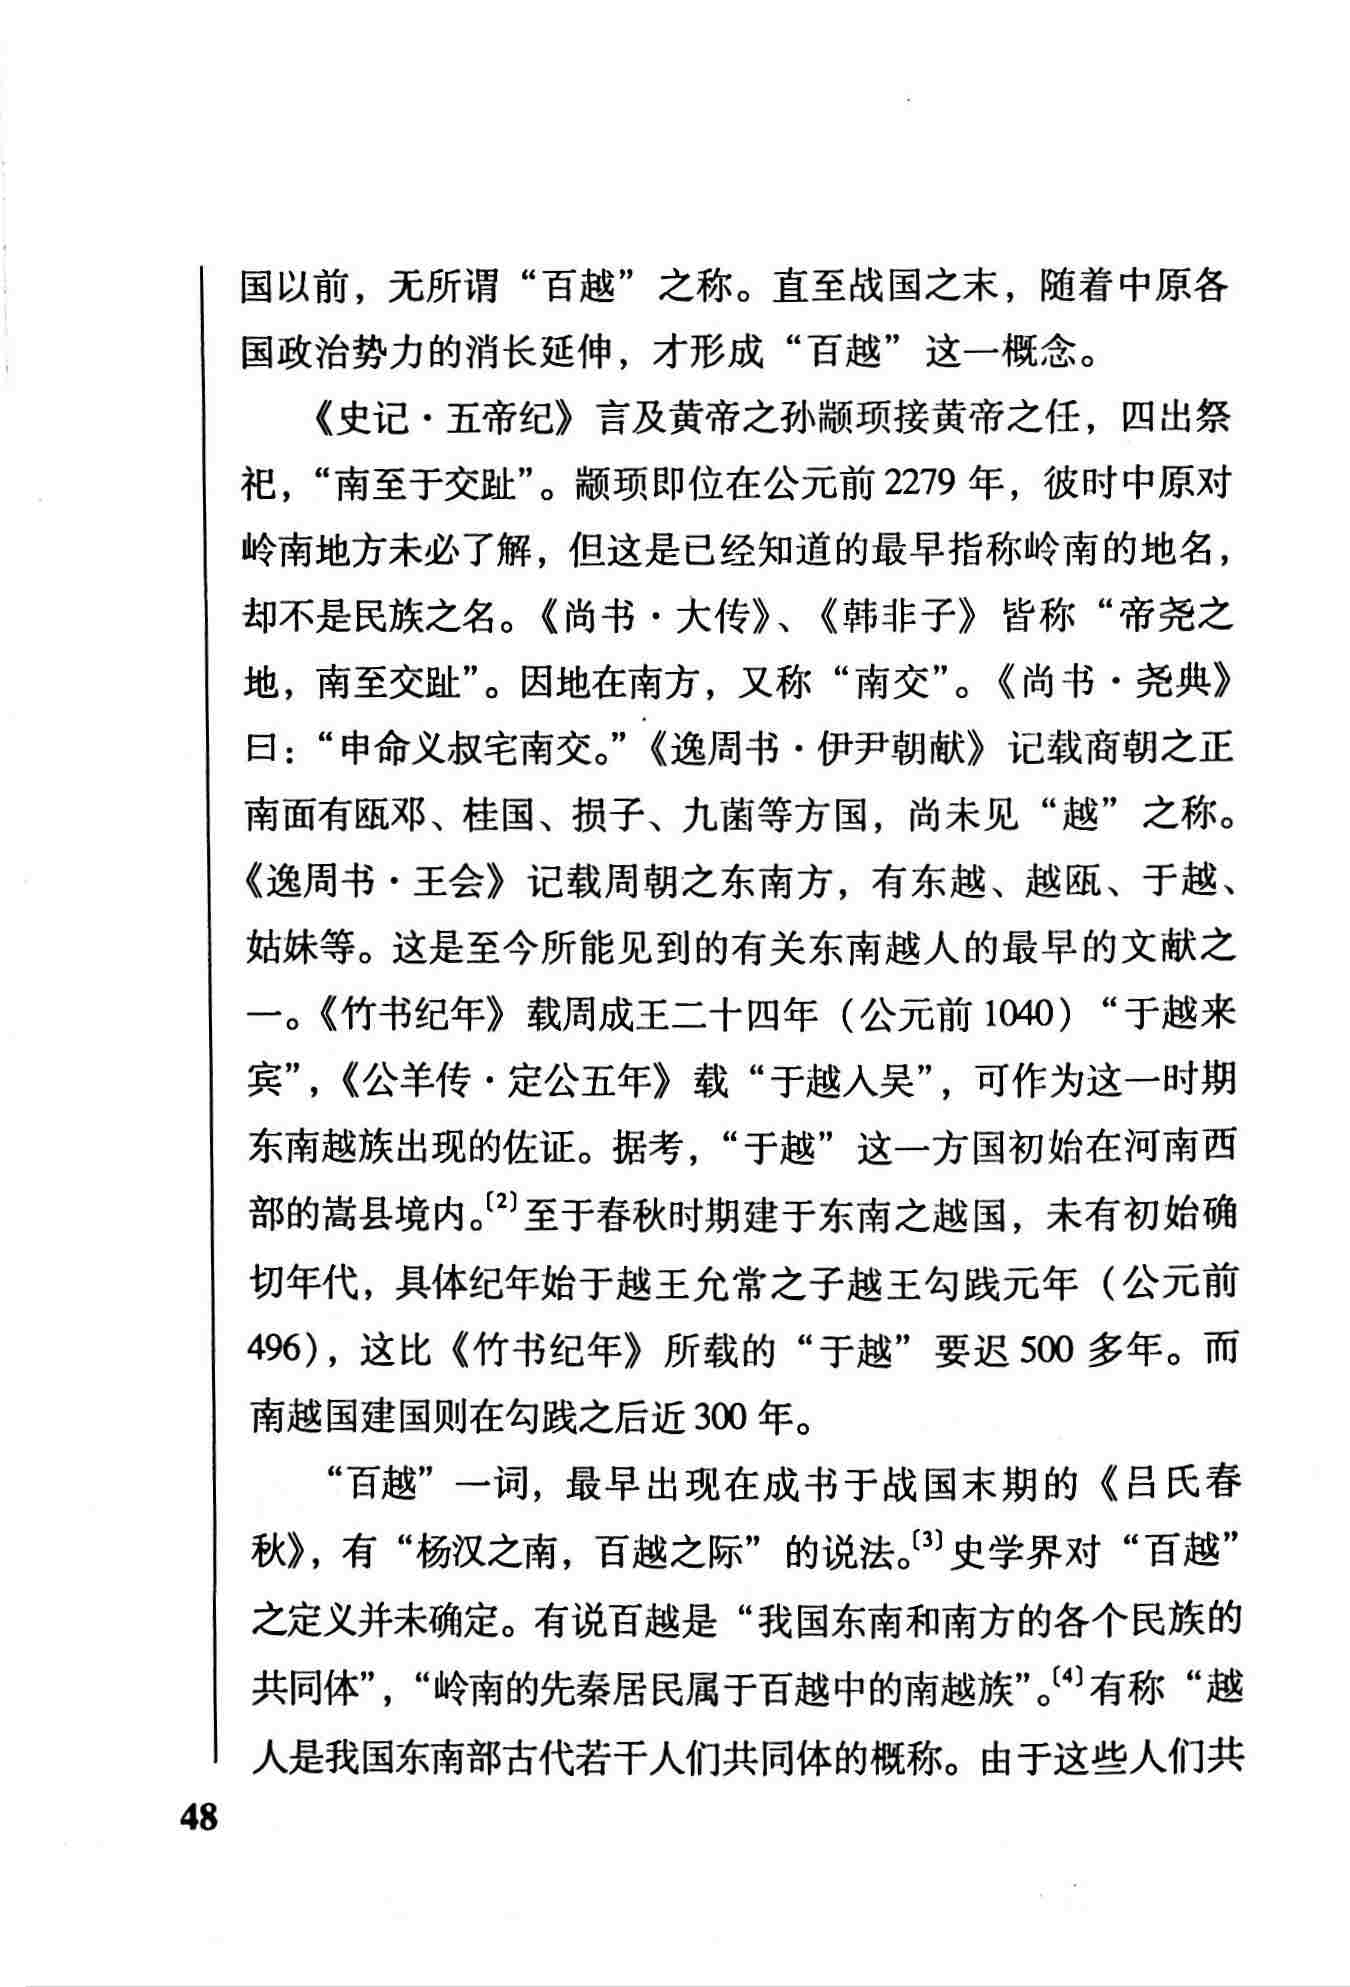 国以前，无所谓“百越”之称。直至战国之末，随着中原各
国政治势力的消长延伸，才形成“百越”这一概念。
《史记·五帝纪》言及黄帝之孙颛顼接黄帝之任，四出祭
祀，“南至于交趾”。颛顼即位在公元前2279年，彼时中原对
岭南地方未必了解，但这是已经知道的最早指称岭南的地名，
却不是民族之名。《尚书·大传》、《韩非子》皆称“帝尧之
地，南至交趾”。因地在南方，又称“南交”。《尚书·尧典》
曰：“申命义叔宅南交。”《逸周书·伊尹朝献》记载商朝之正
南面有瓯邓、桂国、损子、九菌等方国，尚未见“越”之称。
《逸周书·王会》记载周朝之东南方，有东越、越瓯、于越、
姑妹等。这是至今所能见到的有关东南越人的最早的文献之
一。《竹书纪年》载周成王二十四年（公元前1040）“于越来
宾”，《公羊传·定公五年》载“于越入吴”，可作为这一时期
东南越族出现的佐证。据考，“于越”这一方国初始在河南西
部的嵩县境内。〔2〕至于春秋时期建于东南之越国，未有初始确
切年代，具体纪年始于越王允常之子越王勾践元年（公元前
496），这比《竹书纪年》所载的“于越”要迟500多年。而
南越国建国则在勾践之后近300年。
“百越”一词，最早出现在成书于战国末期的《吕氏春
秋》，有“杨汉之南，百越之际”的说法。〔3〕史学界对“百越”
之定义并未确定。有说百越是“我国东南和南方的各个民族的
共同体”，“岭南的先秦居民属于百越中的南越族”。〔4〕有称“越
人是我国东南部古代若干人们共同体的概称。由于这些人们共
48